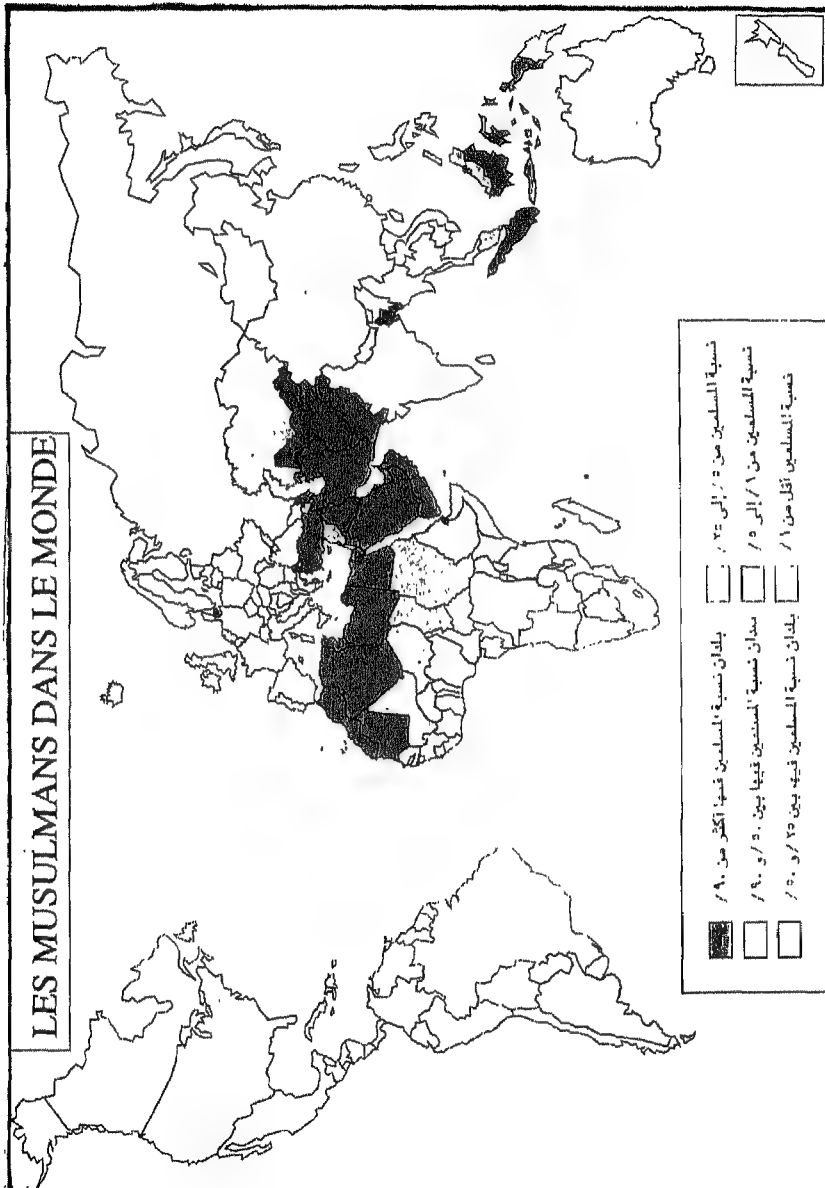 LES MUSULMANS DANS LE MONDE
بلدان نسبة المسلمين فيها أكثر من ٩٠٪
بلدان نسبة المسلمين فيها بين ٥٠٪ و ٩٠٪
بلدان نسبة المسلمين فيها بين ٢٥٪ و ٥٠٪
نسبة المسلمين من ٥٪ إلى ٢٥٪
نسبة المسلمين من ١٪ إلى ٥٪
نسبة المسلمين أقل من ١٪